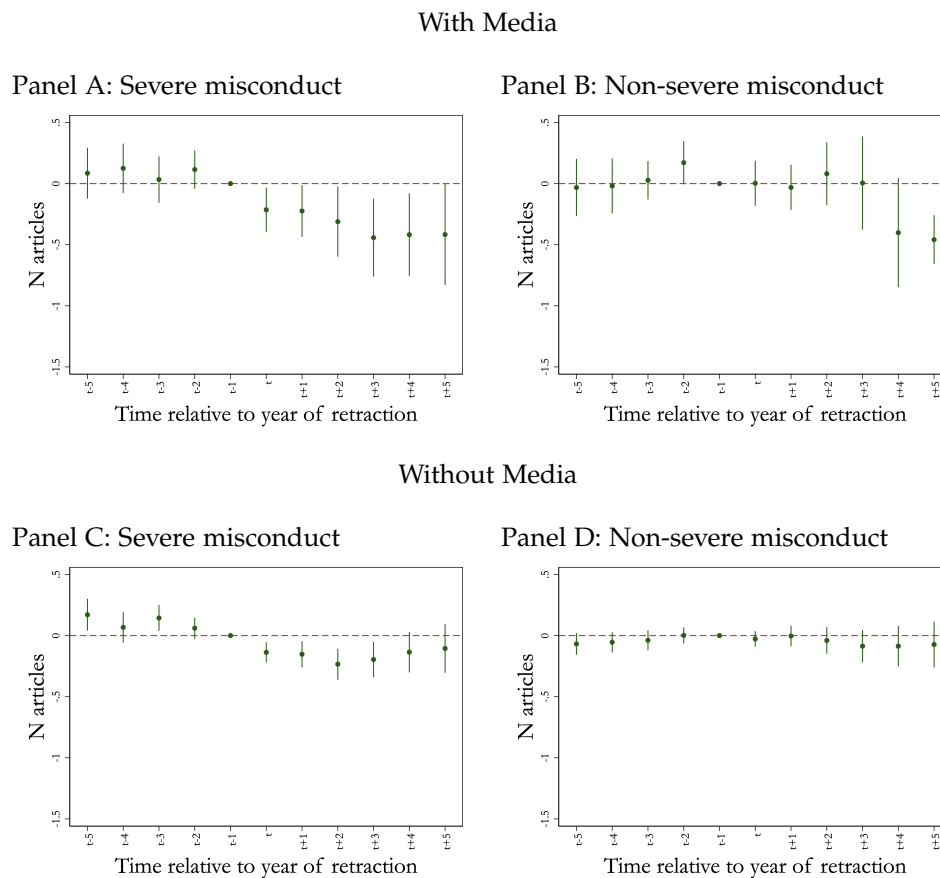 With Media
Panel A: Severe misconduct
N articles
.5
0
-.5
-1
-1.5
t-5 t-4 t-3 t-2 t-1 t t+1 t+2 t+3 t+4 t+5
Time relative to year of retraction
Panel B: Non-severe misconduct
N articles
.5
0
-.5
-1
-1.5
t-5 t-4 t-3 t-2 t-1 t t+1 t+2 t+3 t+4 t+5
Time relative to year of retraction
Without Media
Panel C: Severe misconduct
N articles
.5
0
-.5
-1
-1.5
t-5 t-4 t-3 t-2 t-1 t t+1 t+2 t+3 t+4 t+5
Time relative to year of retraction
Panel D: Non-severe misconduct
N articles
.5
0
-.5
-1
-1.5
t-5 t-4 t-3 t-2 t-1 t t+1 t+2 t+3 t+4 t+5
Time relative to year of retraction